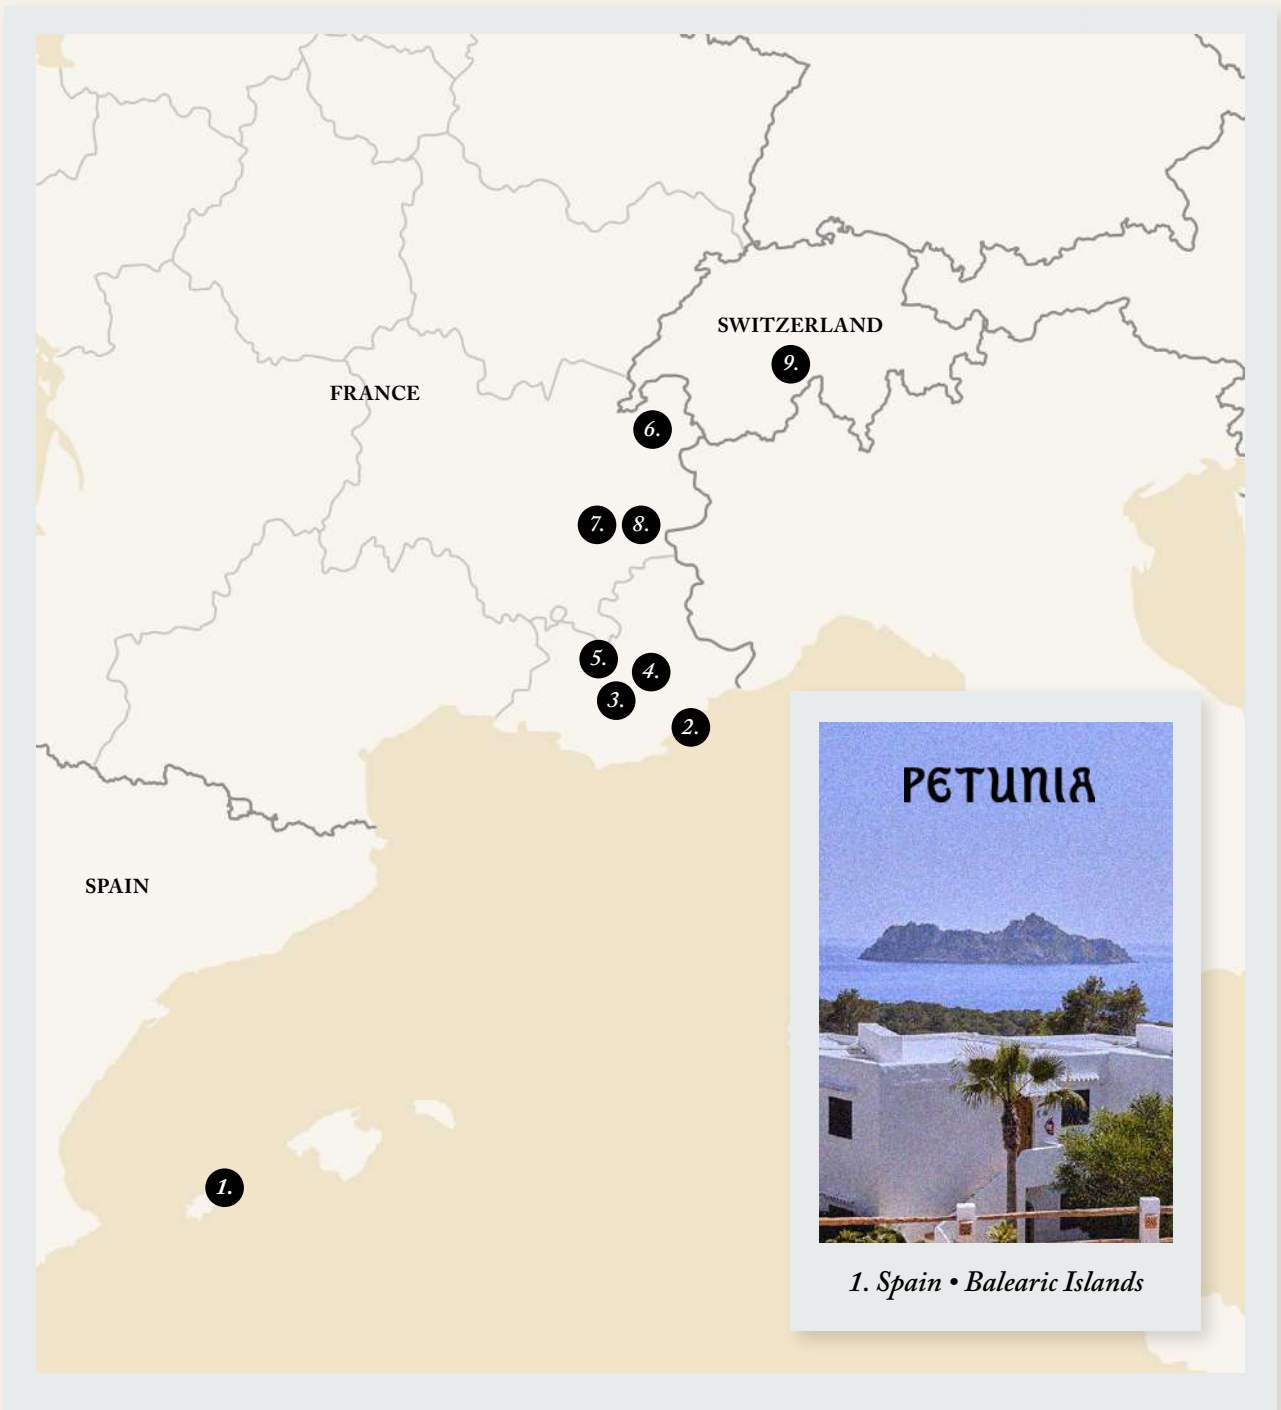 SWITZERLAND
9.
FRANCE
6.
7. 8.
5. 4.
3.
2.
SPAIN
1.
PETUNIA
1. Spain • Balearic Islands